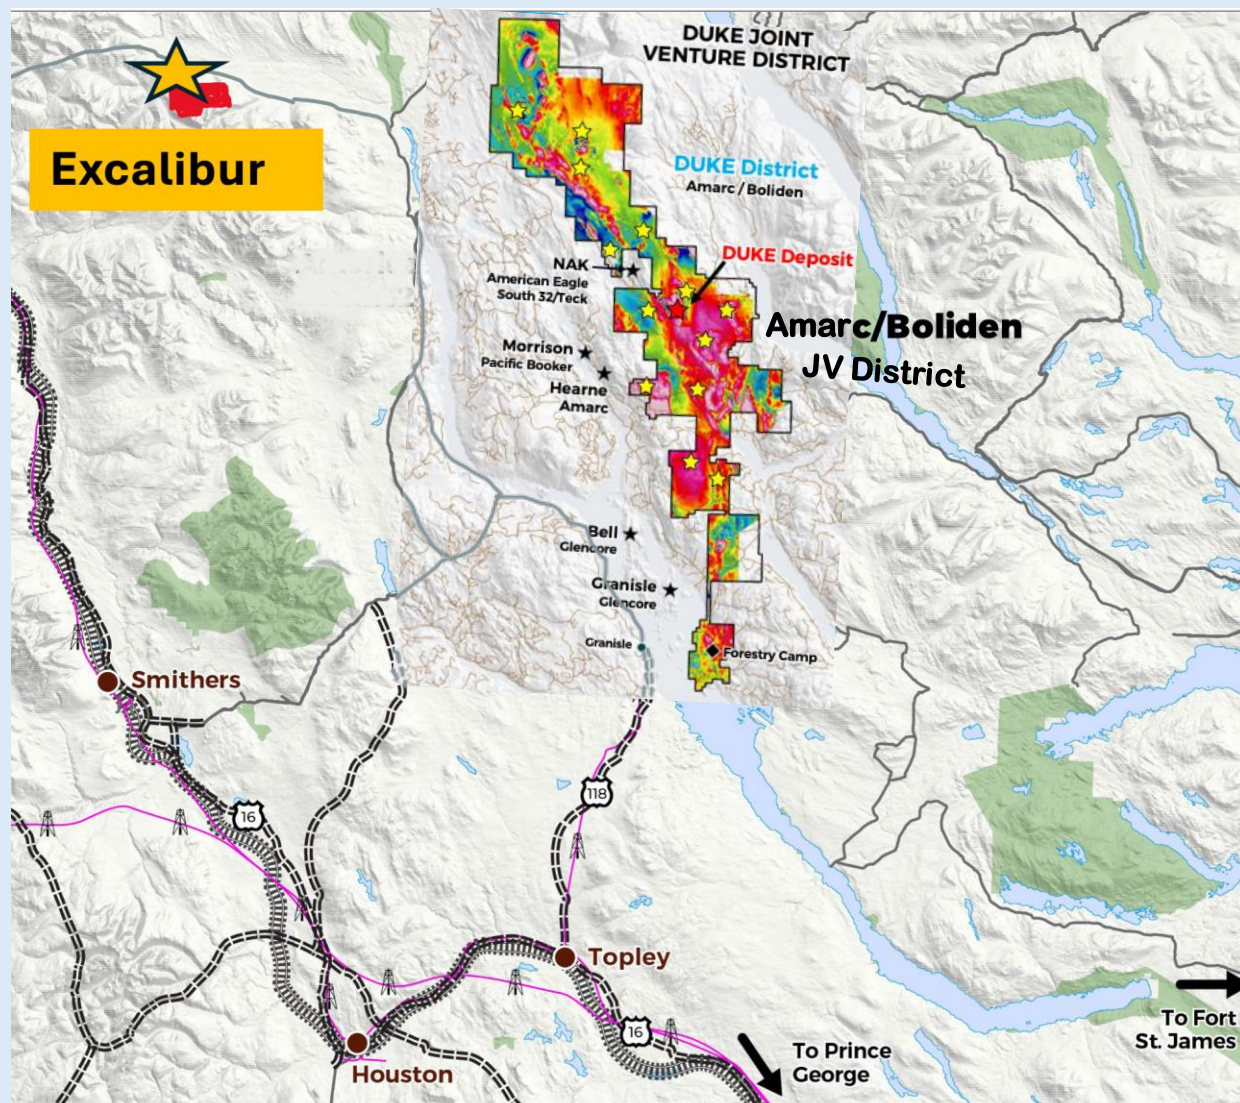 DUKE JOINT
VENTURE DISTRICT
Excalibur
DUKE District
Amarc / Boliden
DUKE Deposit
NAK
American Eagle
South 32/Teck
Amarc/Boliden
JV District
Morrison
Pacific Booker
Hearne
Amarc
Bell
Glencore
Granisle
Glencore
Granisle
Forestry Camp
Smithers
118
16
Topley
16
To Fort
St. James
To Prince
George
Houston